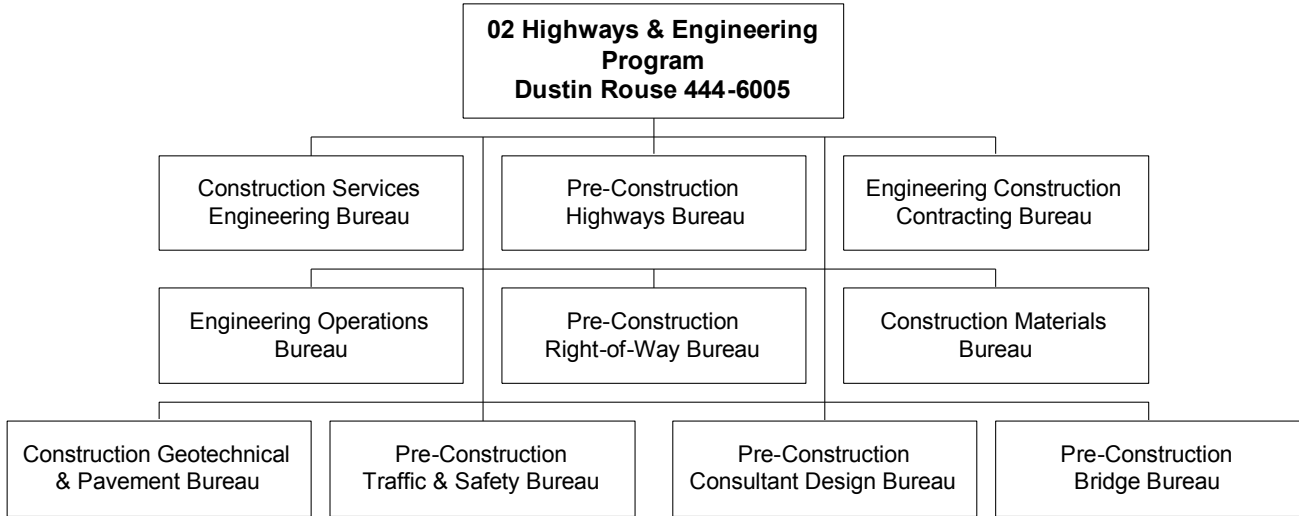 02 Highways & Engineering
Program
Dustin Rouse 444-6005
Construction Services
Engineering Bureau
Pre-Construction
Highways Bureau
Engineering Construction
Contracting Bureau
Engineering Operations
Bureau
Pre-Construction
Right-of-Way Bureau
Construction Materials
Bureau
Construction Geotechnical
& Pavement Bureau
Pre-Construction
Traffic & Safety Bureau
Pre-Construction
Consultant Design Bureau
Pre-Construction
Bridge Bureau